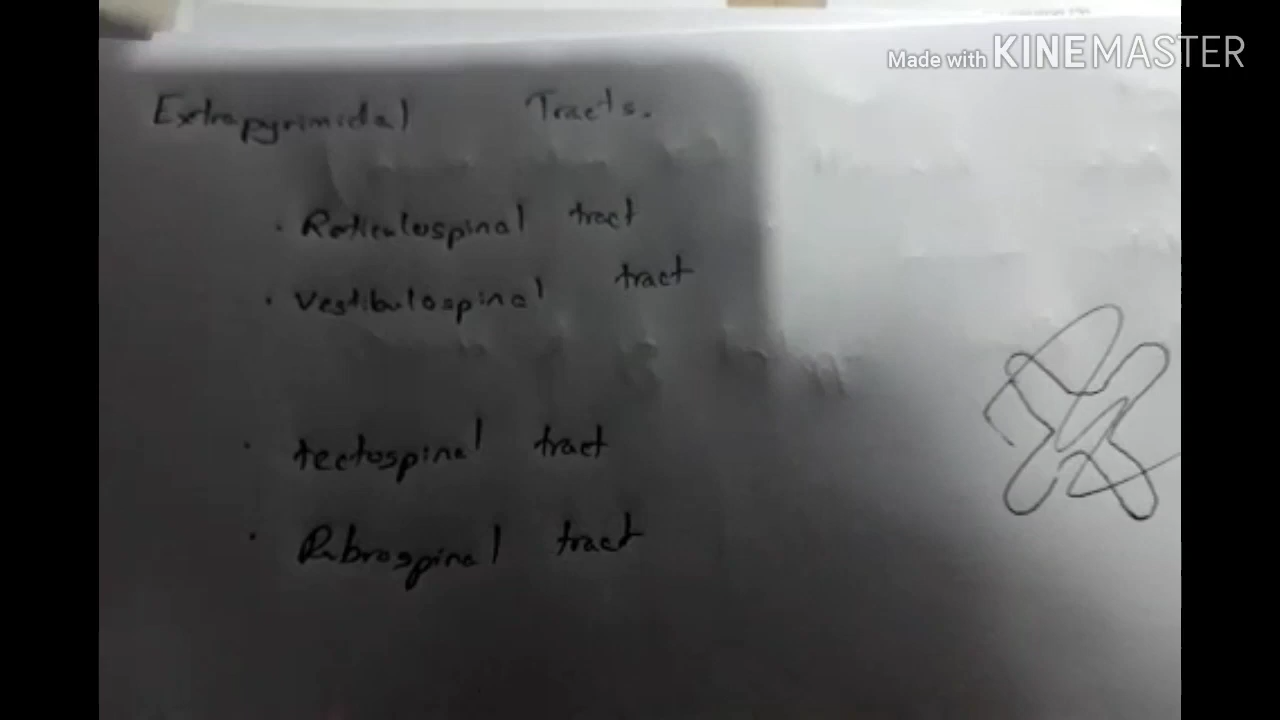 Made with KINEMASTER
Extrapyrimidal Tracts.
· Reticulospinal tract
· Vestibulospinal tract
· tectospinal tract
· Rubrospinal tract